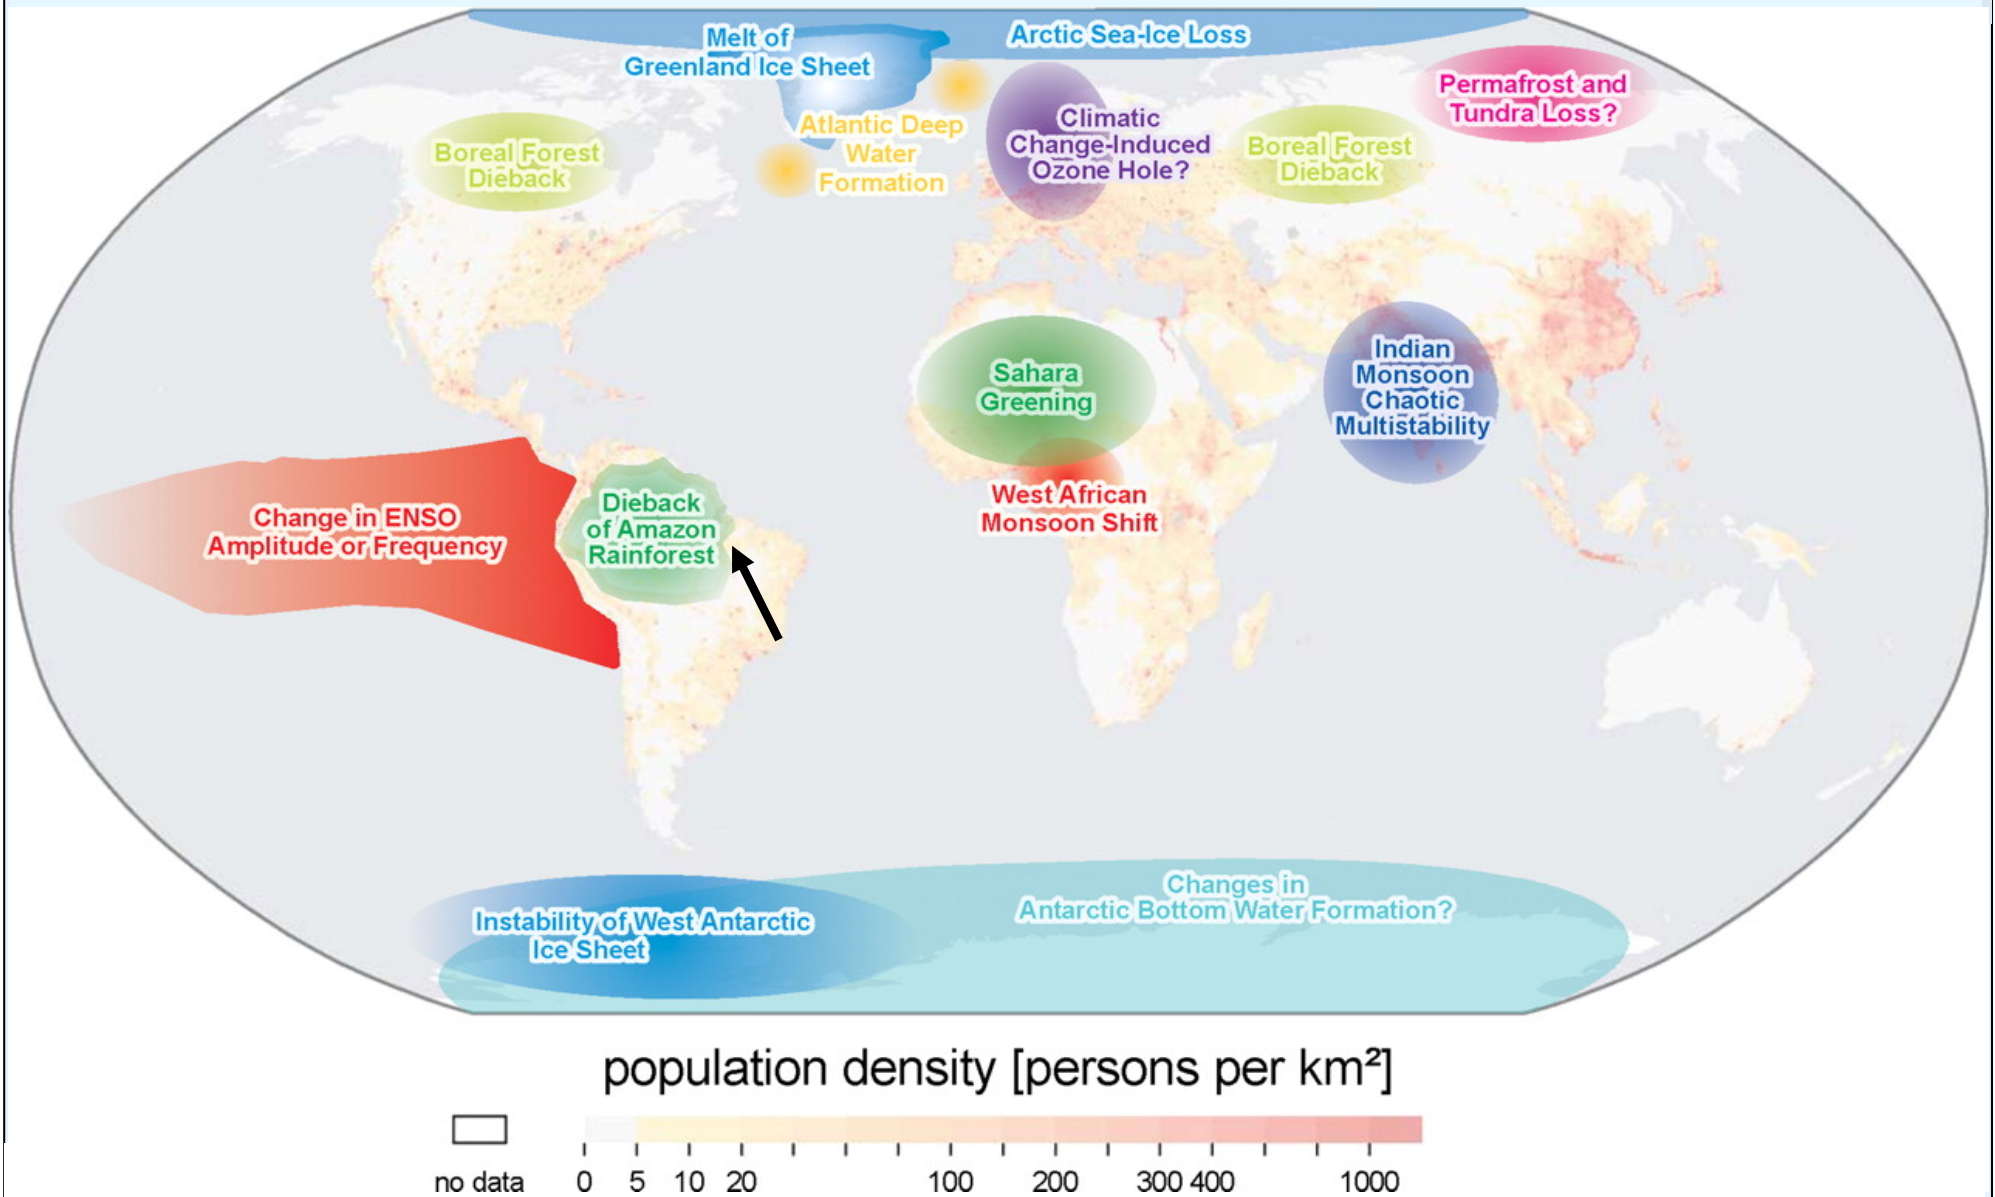 Melt of
Greenland Ice Sheet
Arctic Sea-Ice Loss
Permafrost and
Tundra Loss?
Atlantic Deep
Water
Formation
Climatic
Change-Induced
Ozone Hole?
Boreal Forest
Dieback
Boreal Forest
Dieback
Sahara
Greening
Indian
Monsoon
Chaotic
Multistability
West African
Monsoon Shift
Change in ENSO
Amplitude or Frequency
Dieback
of Amazon
Rainforest
Changes in
Antarctic Bottom Water Formation?
Instability of West Antarctic
Ice Sheet
population density [persons per km²]
no data 0 5 10 20 100 200 300 400 1000